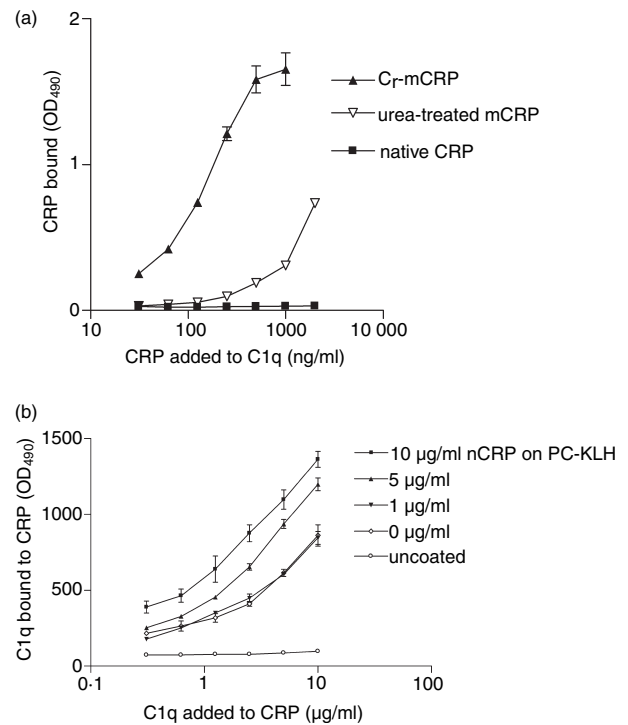 (a)
2
1
0
CRP bound (OD490)
Cr-mCRP
urea-treated mCRP
native CRP
10
100
1000
10 000
CRP added to C1q (ng/ml)
(b)
1500
1000
500
0
C1q bound to CRP (OD490)
10 µg/ml nCRP on PC-KLH
5 µg/ml
1 µg/ml
0 µg/ml
uncoated
0·1
1
10
100
C1q added to CRP (µg/ml)